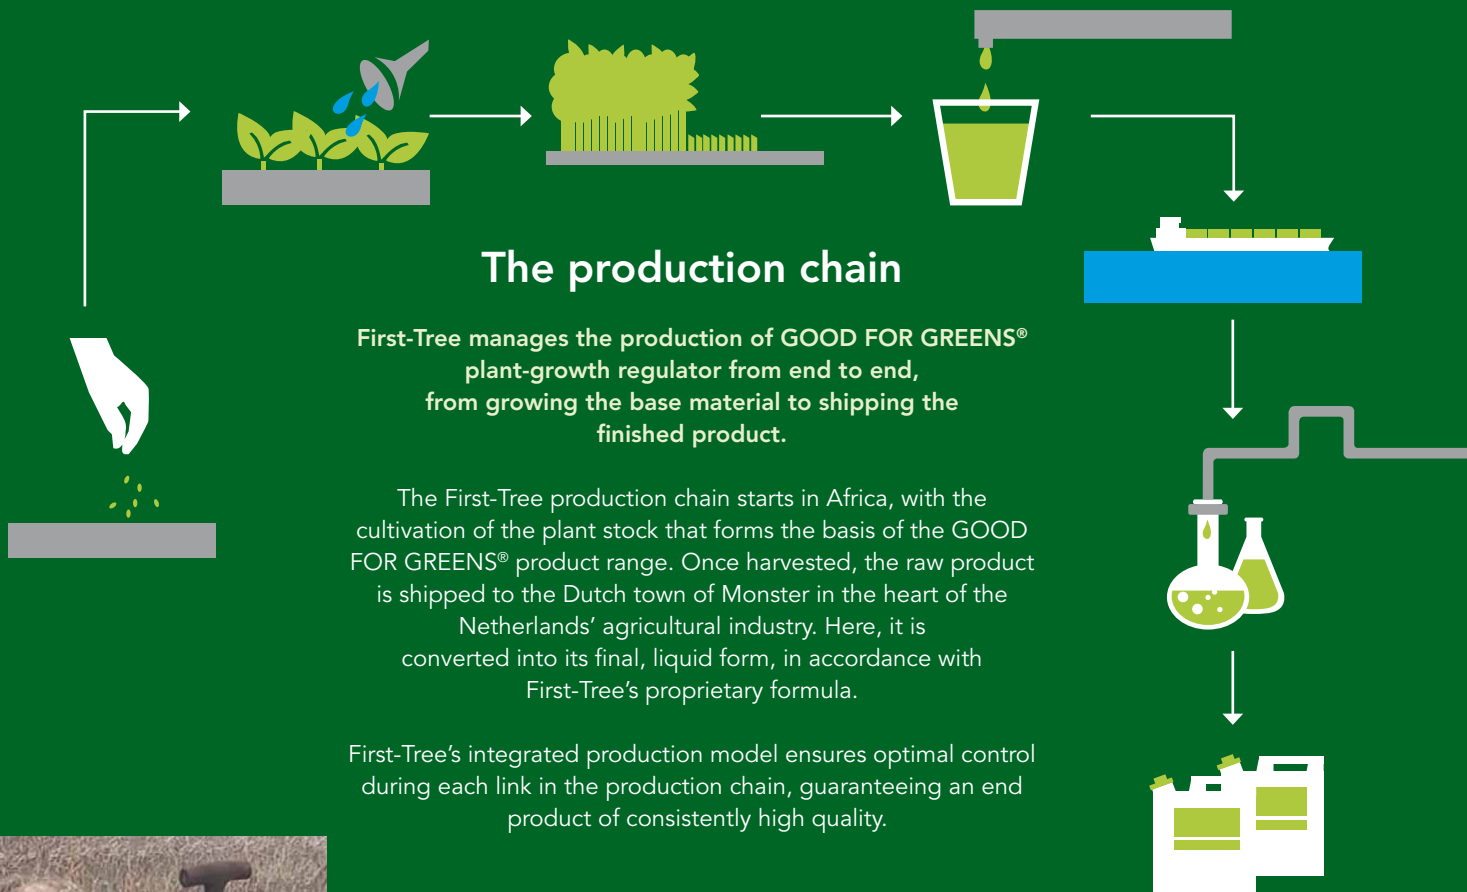 The production chain
First-Tree manages the production of GOOD FOR GREENS®
plant-growth regulator from end to end,
from growing the base material to shipping the
finished product.
The First-Tree production chain starts in Africa, with the
cultivation of the plant stock that forms the basis of the GOOD
FOR GREENS® product range. Once harvested, the raw product
is shipped to the Dutch town of Monster in the heart of the
Netherlands’ agricultural industry. Here, it is
converted into its final, liquid form, in accordance with
First-Tree’s proprietary formula.
First-Tree’s integrated production model ensures optimal control
during each link in the production chain, guaranteeing an end
product of consistently high quality.